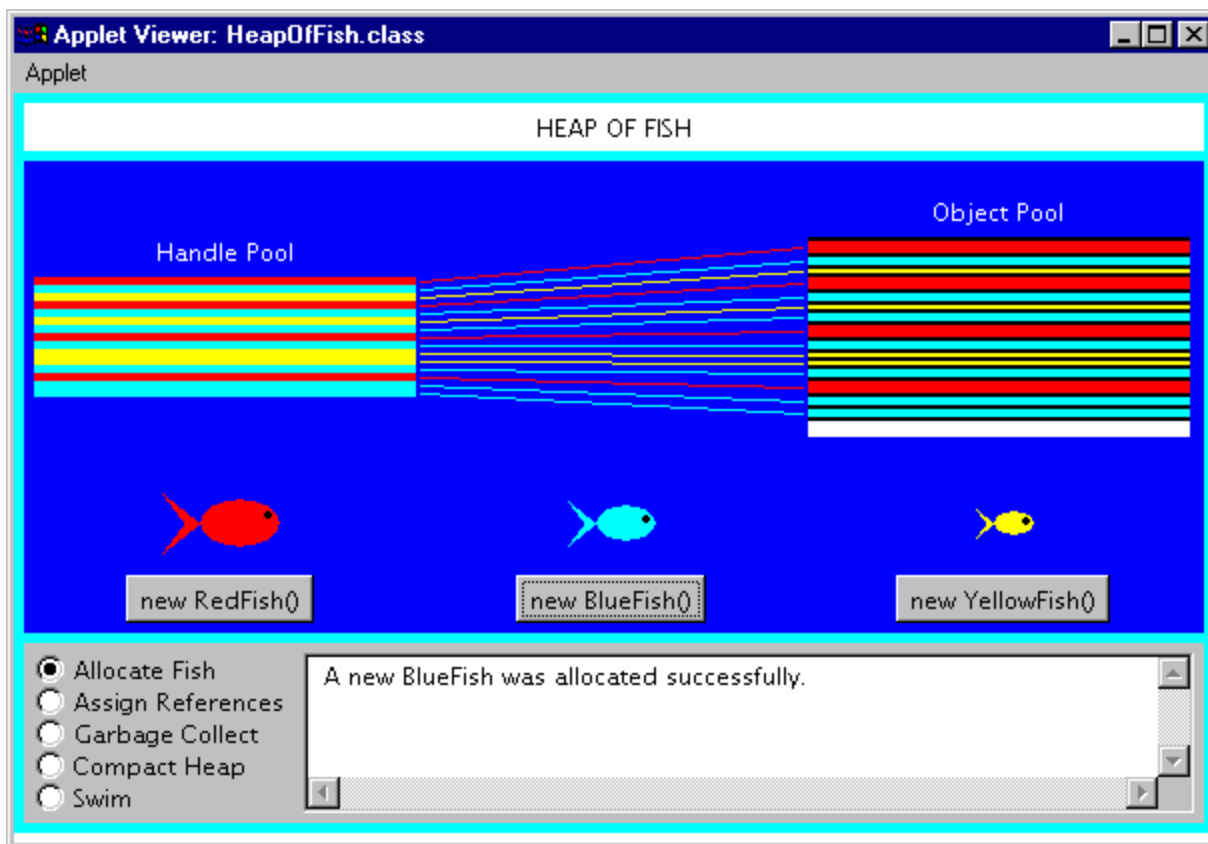 Applet Viewer: HeapOfFish.class
Applet
HEAP OF FISH
Object Pool
Handle Pool
new RedFish()
new BlueFish()
new YellowFish()
Allocate Fish
Assign References
Garbage Collect
Compact Heap
Swim
A new BlueFish was allocated successfully.